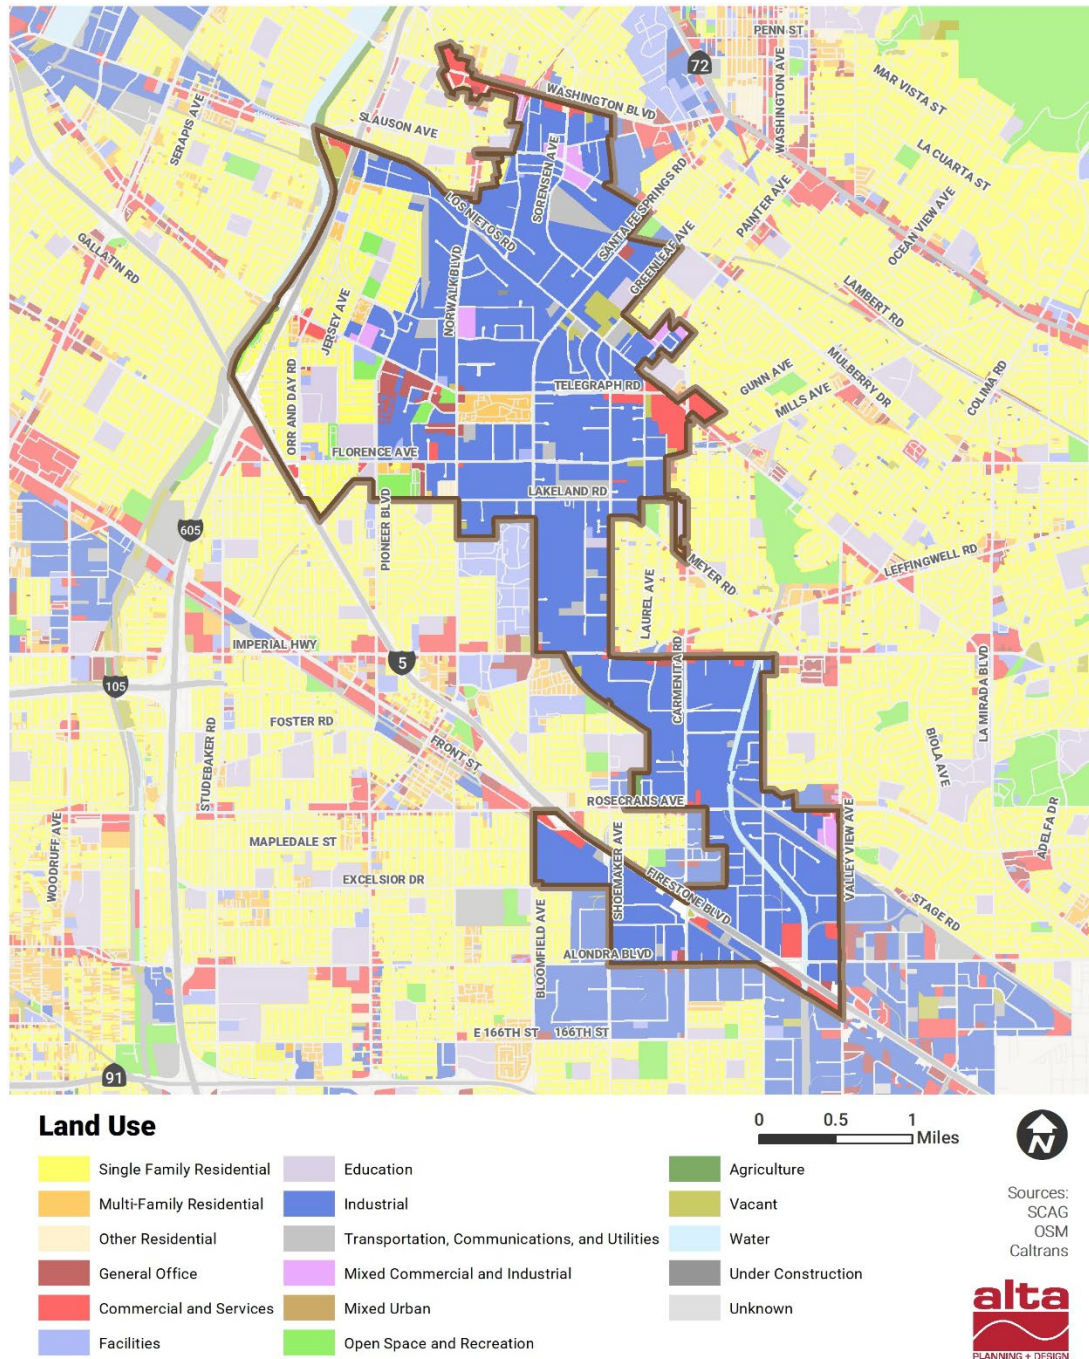 PENN ST
72
WASHINGTON BLVD
WASHINGTON AVE
MAR VISTA ST
SERAPIS AVE
SLAUSON AVE
SORENSEN AVE
LA CUARTA ST
SANTA FE SPRINGS RD
PAINTER AVE
OCEAN VIEW AVE
LOS NIETOS RD
GREENLEAF AVE
GALLATIN RD
NORWALK BLVD
LAMBERT RD
JERSEY AVE
ORR AND DAY RD
TELEGRAPH RD
GUNN AVE
MULBERRY DR
MILLS AVE
COLIMA RD
FLORENCE AVE
LAKELAND RD
PIONEER BLVD
605
MEYER RD
LEFFINGWELL RD
LAUREL AVE
IMPERIAL HWY
5
CARMENITA RD
LA MIRADA BLVD
105
FOSTER RD
STUDEBAKER RD
FRONT ST
BIOLA AVE
ROSECRANS AVE
MAPLEDALE ST
WOODRUFF AVE
SHOEMAKER AVE
VALLEY VIEW AVE
ADELFA DR
EXCELSIOR DR
FIRESTONE BLVD
STAGE RD
BLOOMFIELD AVE
ALONDRA BLVD
E 166TH ST
166TH ST
91
Land Use
0 0.5 1
Miles
N
Single Family Residential
Multi-Family Residential
Other Residential
General Office
Commercial and Services
Facilities
Education
Industrial
Transportation, Communications, and Utilities
Mixed Commercial and Industrial
Mixed Urban
Open Space and Recreation
Agriculture
Vacant
Water
Under Construction
Unknown
Sources:
SCAG
OSM
Caltrans
alta
PLANNING + DESIGN